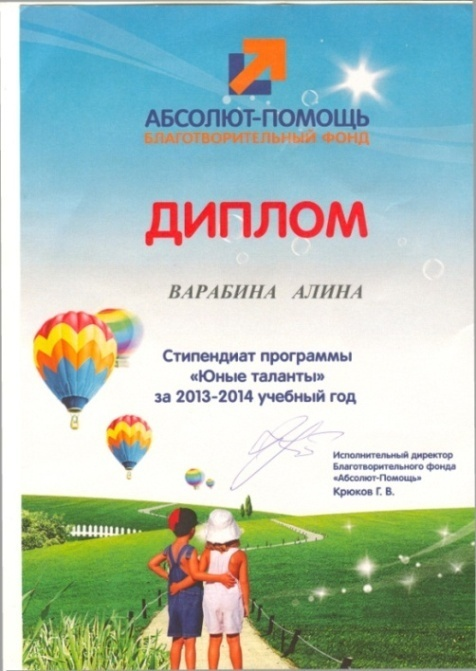 АБСОЛЮТ-ПОМОЩЬ
БЛАГОТВОРИТЕЛЬНЫЙ ФОНД
ДИПЛОМ
ВАРАБИНА АЛИНА
Стипендиат программы
«Юные таланты»
за 2013-2014 учебный год
Исполнительный директор
Благотворительного фонда
«Абсолют-Помощь»
Крюков Г. В.